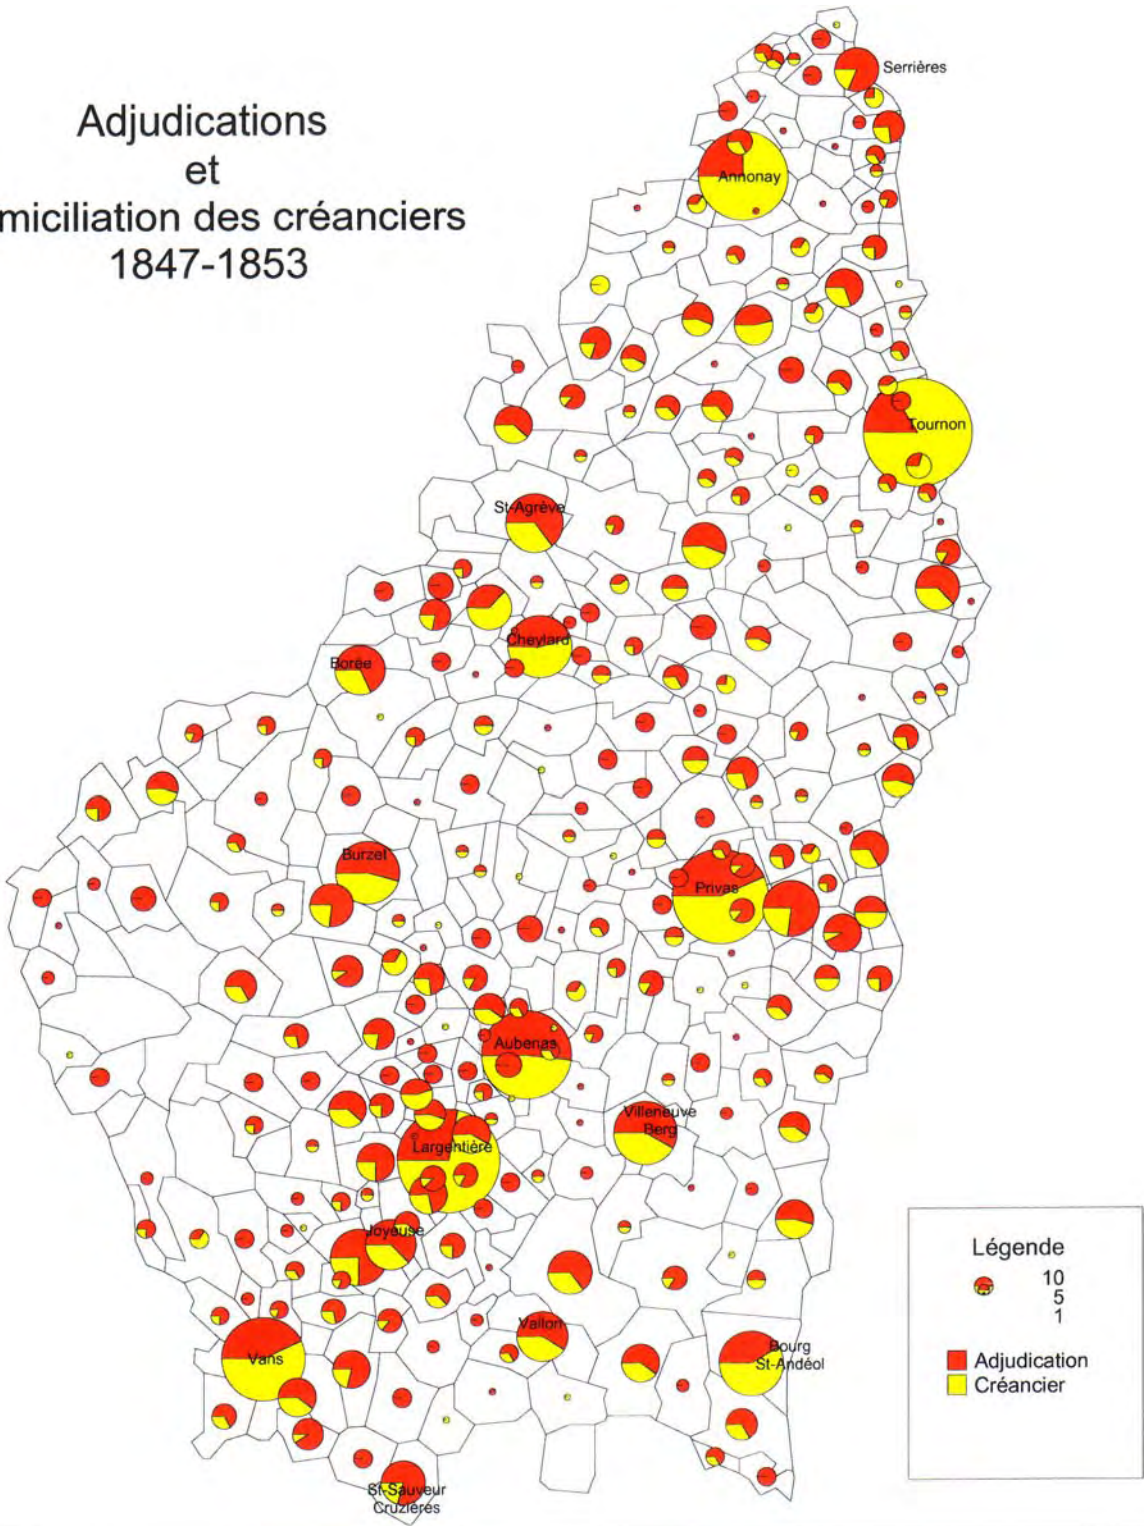 Adjudications
et
miciliation des créanciers
1847-1853
Serrières
Annonay
Tournon
St-Agrève
Cheylard
Borée
Burzet
Privas
Aubenas
Villeneuve
Berg
Largentière
Joyeuse
Vallon
Vans
Bourg
St-Andéol
St-Sauveur
Cruzières
Légende
10
5
1
Adjudication
Créancier